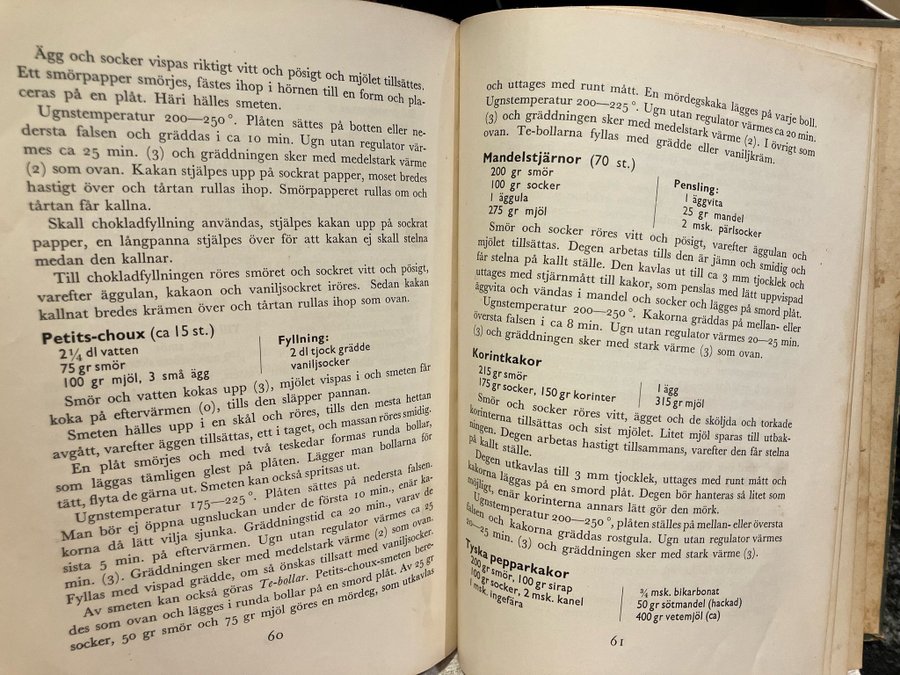 Ägg och socker vispas riktigt vitt och pösigt och mjölet tillsättes.
Ett smörpapper smörjes, fästes ihop i hörnen till en form och pla-
ceras på en plåt. Häri hälles smeten.
Ugnstemperatur 200—250°. Plåten sättes på botten eller ne-
dersta falsen och gräddas i ca 10 min. Ugn utan regulator vär-
mes ca 25 min. (3) och gräddningen sker med medelstark värme
(2) som ovan. Kakan stjälpes upp på sockrat papper, moset bredes
hastigt över och tårtan rullas ihop. Smörpapperet rullas om och
tårtan får kallna.
Skall chokladfyllning användas, stjälpes kakan upp på sockrat
papper, en långpanna stjälpes över för att kakan ej skall stelna
medan den kallnar.
Till chokladfyllningen röres smöret och sockret vitt och pösigt,
varefter äggulan, kakaon och vaniljsockret iröres. Sedan kakan
kallnat bredes krämen över och tårtan rullas ihop som ovan.
Petits-choux (ca 15 st.)
2¼ dl vatten
75 gr smör
100 gr mjöl, 3 små ägg
Fyllning:
2 dl tjock grädde
vaniljsocker
Smör och vatten kokas upp (3), mjölet vispas i och smeten får
koka på eftervärmen (0), tills den släpper pannan.
Smeten hälles upp i en skål och röres, tills den mesta hettan
avgått, varefter äggen tillsättas, ett i taget, och massan röres smidig.
En plåt smörjes och med två teskedar formas runda bollar,
som läggas tämligen glest på plåten. Lägger man bollarna för
tätt, flyta de gärna ut. Smeten kan också spritsas ut.
Ugnstemperatur 175—225°. Plåten sättes på nedersta falsen.
Man bör ej öppna ugnsluckan under de första 10 min., enär ka-
korna då lätt vilja sjunka. Gräddningstid ca 20 min., varav de
sista 5 min. på eftervärmen. Ugn utan regulator värmes ca 25
min. (3). Gräddningen sker med medelstark värme (2) som ovan.
Fyllas med vispad grädde, om så önskas tillsatt med vaniljsocker.
Av smeten kan också göras Te-bollar. Petits-choux-smeten bere-
des som ovan och lägges i runda bollar på en smord plåt. Av 25 gr
socker, 50 gr smör och 75 gr mjöl göres en mördeg, som utkavlas
60
och uttages med runt mått. En mördegskaka lägges på varje boll.
Ugnstemperatur 200—225°. Ugn utan regulator värmes ca 20 min.
(3) och gräddningen sker med medelstark värme (2). I övrigt som
ovan. Te-bollarna fyllas med grädde eller vaniljkräm.
Mandelstjärnor (70 st.)
200 gr smör
100 gr socker
1 äggula
275 gr mjöl
Pensling:
1 äggvita
25 gr mandel
2 msk. pärlsocker
Smör och socker röres vitt och pösigt, varefter äggulan och
mjölet tillsättas. Degen arbetas tills den är jämn och smidig och
får stelna på kallt ställe. Den kavlas ut till ca 3 mm tjocklek och
uttages med stjärnmått till kakor, som penslas med lätt uppvispad
äggvita och vändas i mandel och socker och lägges på smord plåt.
Ugnstemperatur 200—250°. Kakorna gräddas på mellan- eller
översta falsen i ca 8 min. Ugn utan regulator värmes 20—25 min.
(3) och gräddningen sker med stark värme (3) som ovan.
Korintkakor
215 gr smör
175 gr socker, 150 gr korinter
1 ägg
315 gr mjöl
Smör och socker röres vitt, ägget och de sköljda och torkade
korinterna tillsättas och sist mjölet. Litet mjöl sparas till utbak-
ningen. Degen arbetas hastigt tillsammans, varefter den får stelna
på kallt ställe.
Degen utkavlas till 3 mm tjocklek, uttages med runt mått och
kakorna läggas på en smord plåt. Degen bör hanteras så litet som
möjligt, enär korinterna annars lätt gör den mörk.
Ugnstemperatur 200—250°, plåten ställes på mellan- eller översta
falsen och kakorna gräddas rostgula. Ugn utan regulator värmes
20—25 min. (3) och gräddningen sker med stark värme (3).
Tyska pepparkakor
200 gr smör, 100 gr sirap
100 gr socker, 2 msk. kanel
1 msk. ingefära
¾ msk. bikarbonat
50 gr sötmandel (hackad)
400 gr vetemjöl (ca)
61